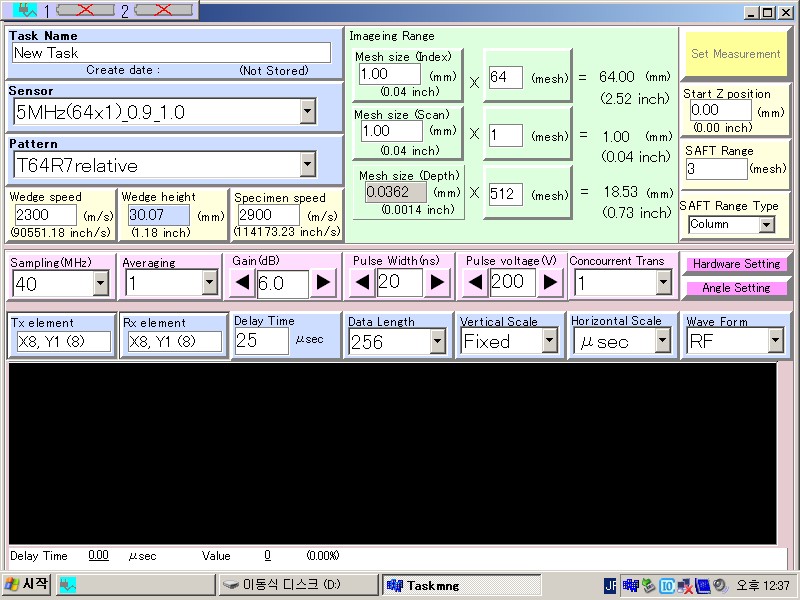 1 2
Task Name
New Task
Create date : (Not Stored)
Sensor
5MHz(64x1)_0.9_1.0
Pattern
T64R7relative
Wedge speed
2300 (m/s)
(90551.18 inch/s)
Wedge height
30.07 (mm)
(1.18 inch)
Specimen speed
2900 (m/s)
(114173.23 inch/s)
Imageing Range
Mesh size (Index)
1.00 (mm) X 64 (mesh) = 64.00 (mm)
(0.04 inch) (2.52 inch)
Mesh size (Scan)
1.00 (mm) X 1 (mesh) = 1.00 (mm)
(0.04 inch) (0.04 inch)
Mesh size (Depth)
0.0362 (mm) X 512 (mesh) = 18.53 (mm)
(0.0014 inch) (0.73 inch)
Set Measurement
Start Z position
0.00 (mm)
(0.00 inch)
SAFT Range
3 (mesh)
SAFT Range Type
Column
Sampling(MHz)
40
Averaging
1
Gain(dB)
6.0
Pulse Width(ns)
20
Pulse voltage(V)
200
Concourrent Trans
1
Hardware Setting
Angle Setting
Tx element
X8, Y1 (8)
Rx element
X8, Y1 (8)
Delay Time
25 μsec
Data Length
256
Vertical Scale
Fixed
Horizontal Scale
μsec
Wave Form
RF
Delay Time 0.00 μsec Value 0 (0.00%)
시작 이동식 디스크 (D:) Taskmng JP 오후 12:37